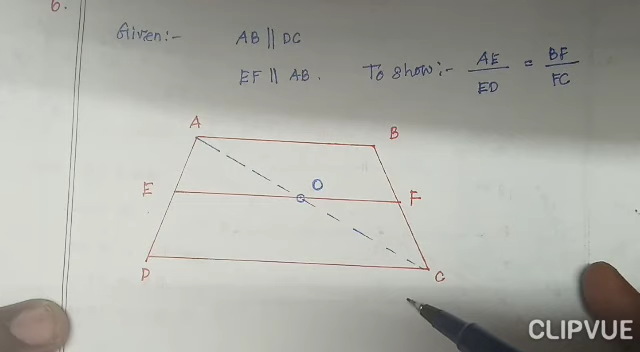 6.
Given:- AB || DC
EF || AB. To show:- AE/ED = BF/FC
A B
E O F
D C
CLIPVUE